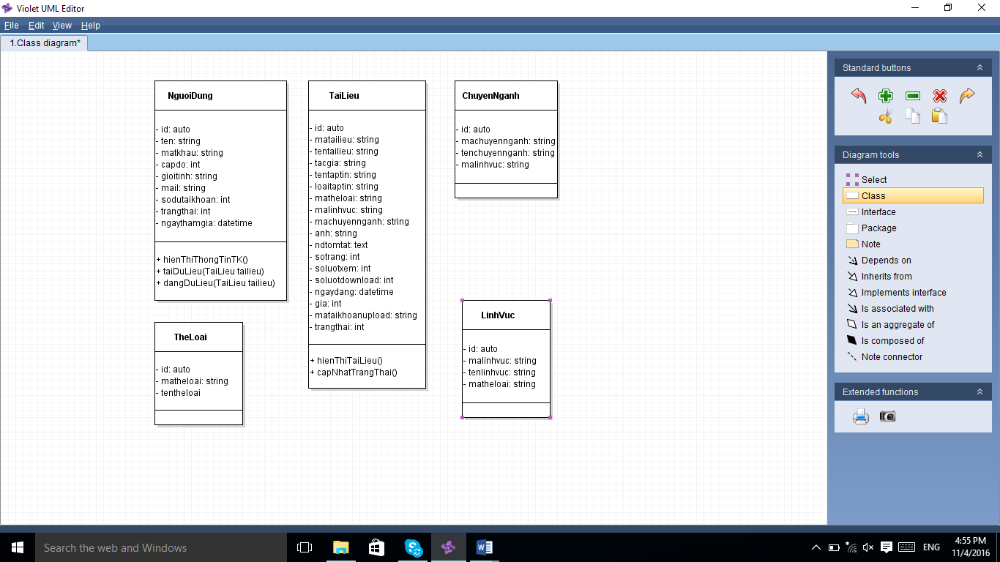 Violet UML Editor
File Edit View Help
1.Class diagram*
NguoiDung
- id: auto
- ten: string
- matkhau: string
- capdo: int
- gioitinh: string
- mail: string
- sodutaikhoan: int
- trangthai: int
- ngaythamgia: datetime
+ hienThiThongTinTK()
+ taiDuLieu(TaiLieu tailieu)
+ dangDuLieu(TaiLieu tailieu)
TheLoai
- id: auto
- matheloai: string
- tentheloai
TaiLieu
- id: auto
- matailieu: string
- tentailieu: string
- tacgia: string
- tentaptin: string
- loaitaptin: string
- matheloai: string
- malinhvuc: string
- machuyennganh: string
- anh: string
- ndtomtat: text
- sotrang: int
- soluotxem: int
- soluotdownload: int
- ngaydang: datetime
- gia: int
- mataikhoanupload: string
- trangthai: int
+ hienThiTaiLieu()
+ capNhatTrangThai()
ChuyenNganh
- id: auto
- machuyennganh: string
- tenchuyennganh: string
- malinhvuc: string
LinhVuc
- id: auto
- malinhvuc: string
- tenlinhvuc: string
- matheloai: string
Standard buttons
Diagram tools
Select
Class
Interface
Package
Note
Depends on
Inherits from
Implements interface
Is associated with
Is an aggregate of
Is composed of
Note connector
Extended functions
Search the web and Windows
ENG
4:55 PM
11/4/2016